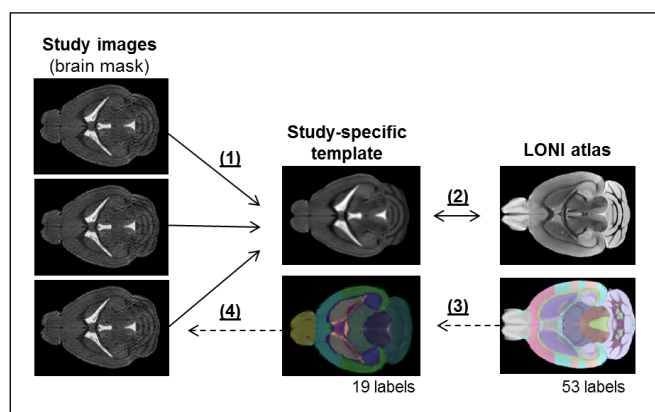 Study images
(brain mask)
(1)
Study-specific
template
LONI atlas
(2)
(4)
(3)
19 labels
53 labels